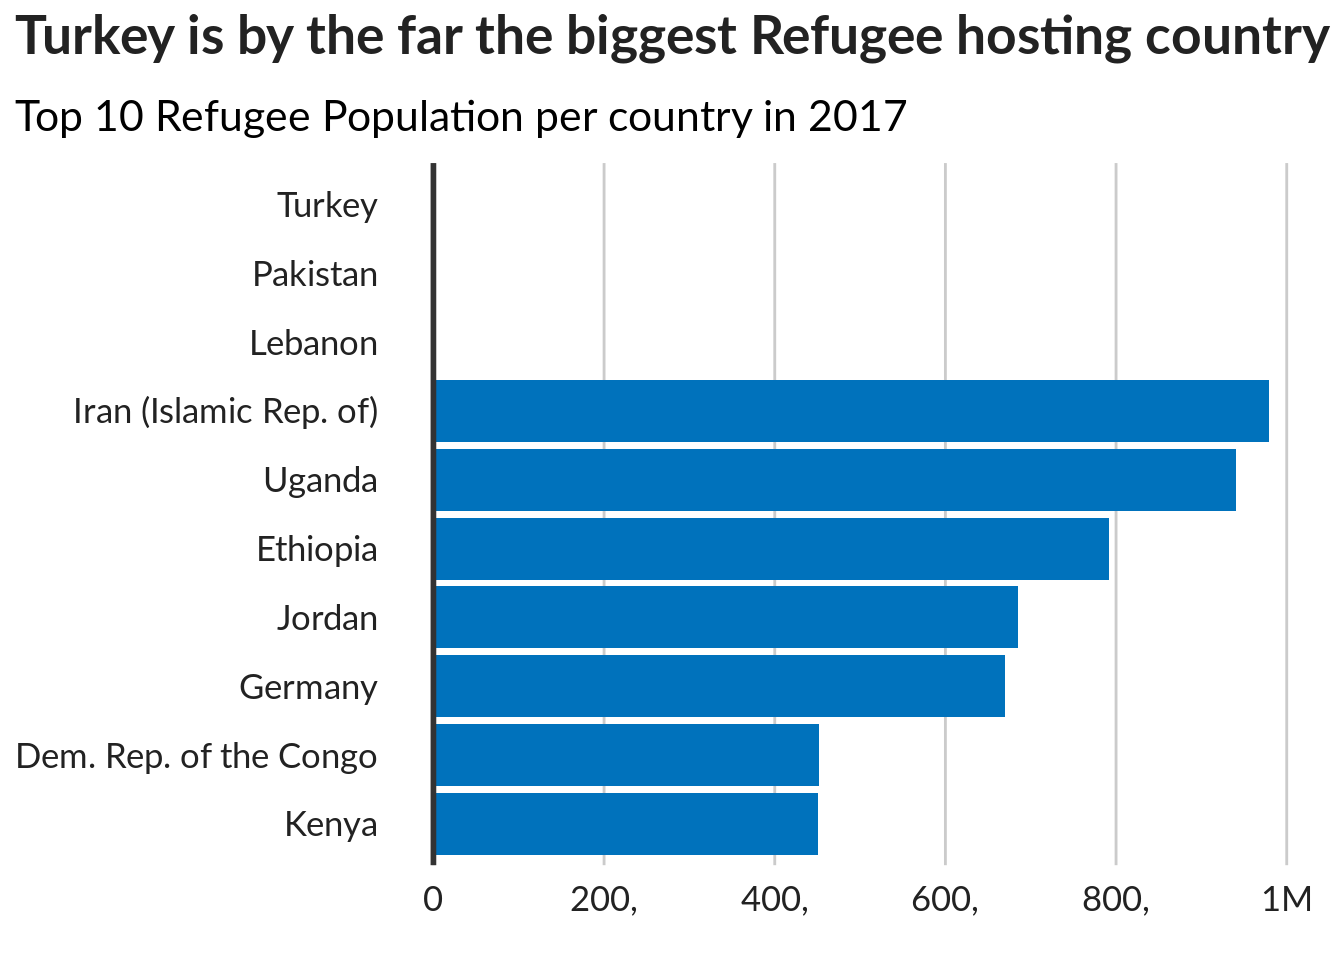 Turkey is by the far the biggest Refugee hosting country
Top 10 Refugee Population per country in 2017
Turkey
Pakistan
Lebanon
Iran (Islamic Rep. of)
Uganda
Ethiopia
Jordan
Germany
Dem. Rep. of the Congo
Kenya
0 200, 400, 600, 800, 1M